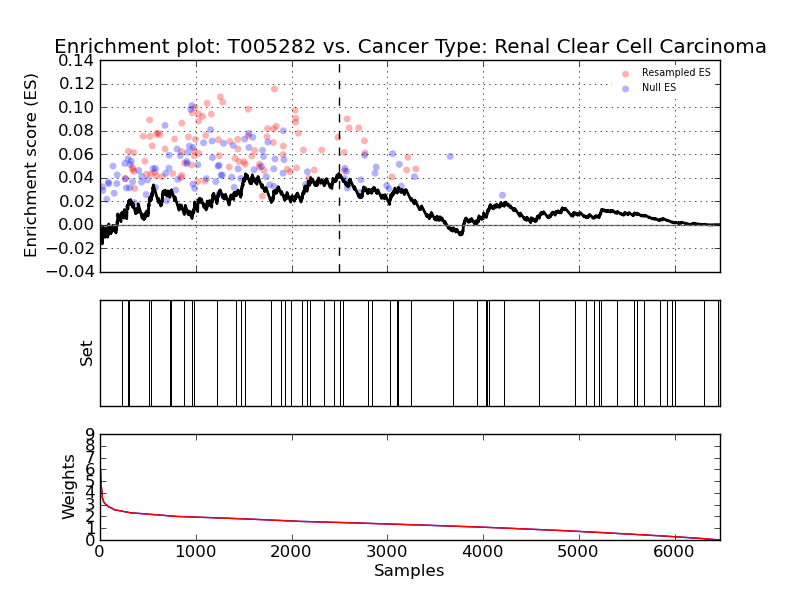 Enrichment plot: T005282 vs. Cancer Type: Renal Clear Cell Carcinoma
Enrichment score (ES)
0.14
0.12
0.10
0.08
0.06
0.04
0.02
0.00
−0.02
−0.04
Resampled ES
Null ES
Set
Weights
9
8
7
6
5
4
3
2
1
0
0 1000 2000 3000 4000 5000 6000
Samples